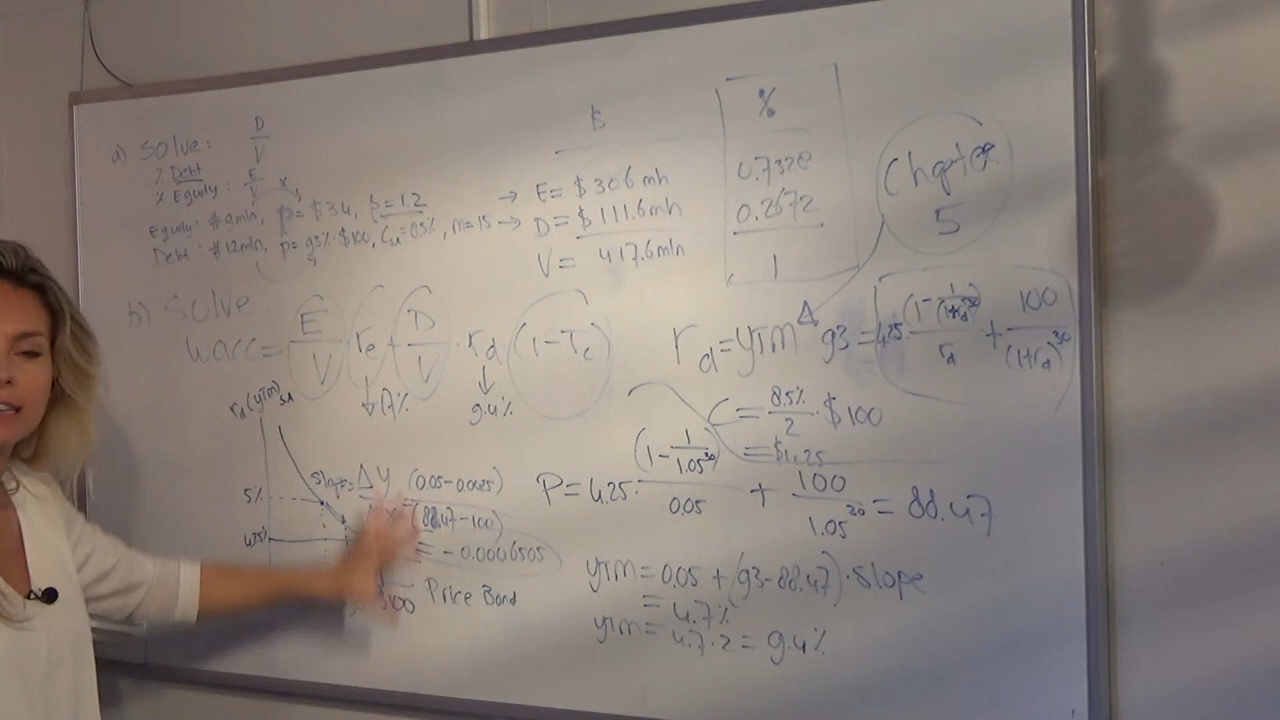 a) Solve: D/V
% Debt
% Equity: E/V
Equity: #9mln, P=$34, β=1.2 → E=$306mln
Debt: #12mln, P=93%·$100, C_SA=8.5%, m=15 → D=$111.6mln
V= 417.6mln
$ %
0.7328
0.2672
1
Chapter
5
b) Solve
Wacc= E/V · re + D/V · rd (1-Tc)
17%
9.4%
rd=YTM 93=4.25·(1-1/(1+rd)^30)/rd + 100/(1+rd)^30
C= 8.5%/2 · $100
=$4.25
rd(YTM) SA
5%
4.25%
Slope= ΔY (0.05-0.0425)
(88.47-100)
= -0.0006505
$100 Price Bond
P=4.25·(1-1/1.05^30)/0.05 + 100/1.05^30 = 88.47
YTM=0.05+(93-88.47)·Slope
= 4.7%
YTM= 4.7·2= 9.4%